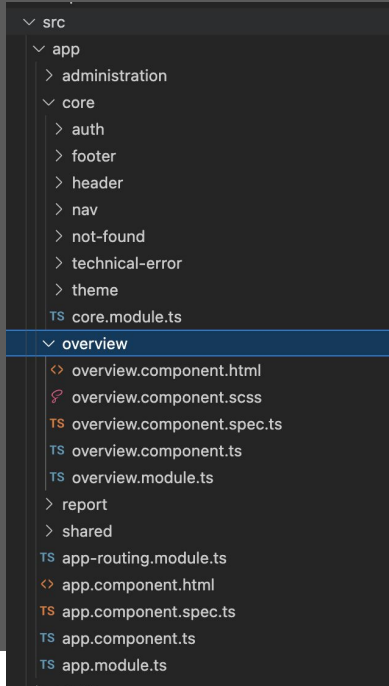 src
app
administration
core
auth
footer
header
nav
not-found
technical-error
theme
TS core.module.ts
overview
<> overview.component.html
overview.component.scss
TS overview.component.spec.ts
TS overview.component.ts
TS overview.module.ts
report
shared
TS app-routing.module.ts
<> app.component.html
TS app.component.spec.ts
TS app.component.ts
TS app.module.ts